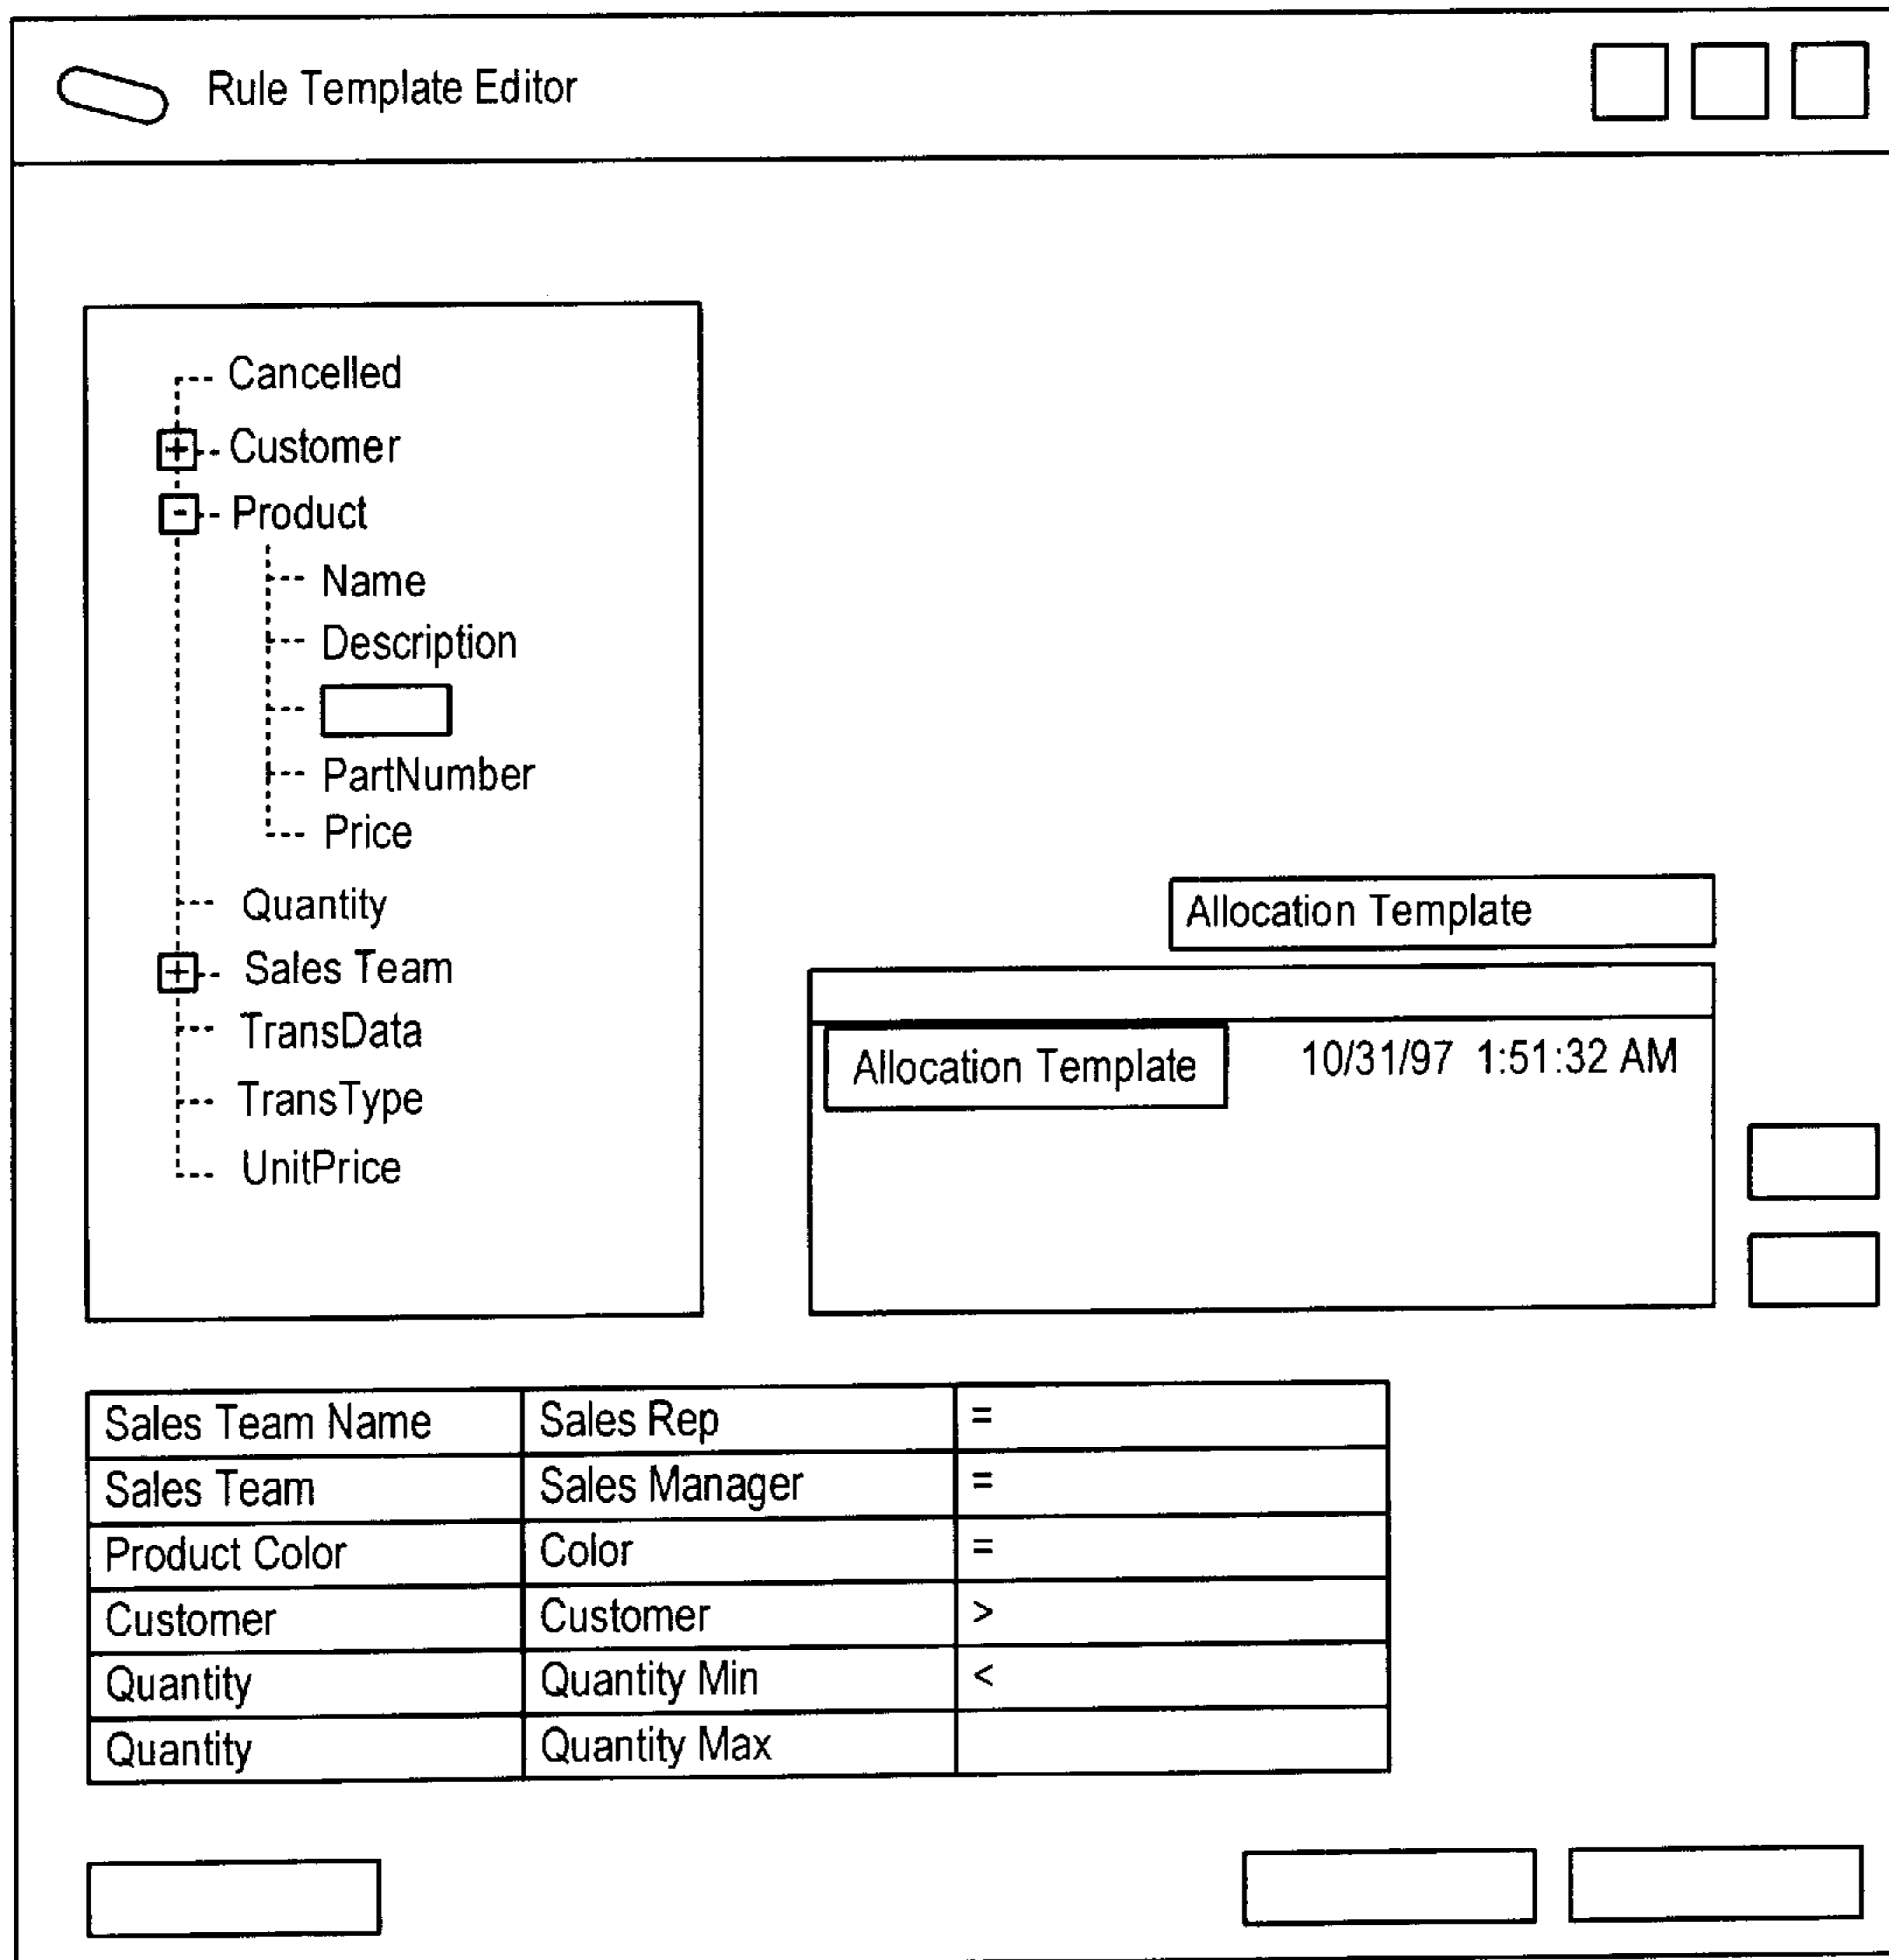 Rule Template Editor
Cancelled
+ Customer
- Product
Name
Description
PartNumber
Price
Quantity
+ Sales Team
TransData
TransType
UnitPrice
Allocation Template
Allocation Template 10/31/97 1:51:32 AM
Sales Team Name Sales Rep =
Sales Team Sales Manager =
Product Color Color =
Customer Customer >
Quantity Quantity Min <
Quantity Quantity Max